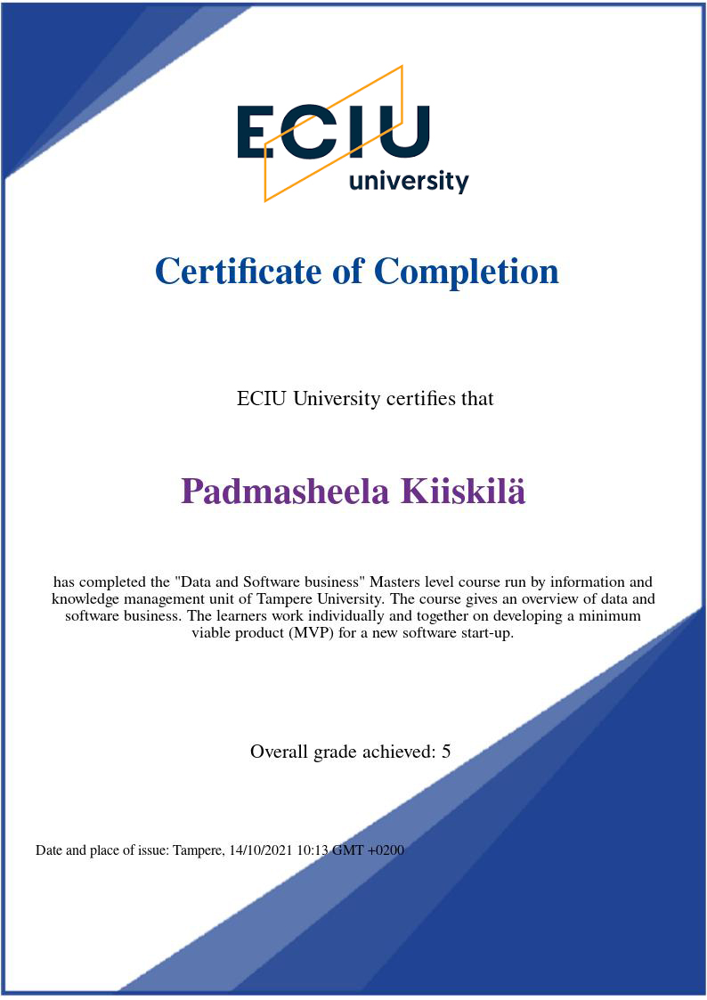 ECIU
university
Certificate of Completion
ECIU University certifies that
Padmasheela Kiiskilä
has completed the "Data and Software business" Masters level course run by information and
knowledge management unit of Tampere University. The course gives an overview of data and
software business. The learners work individually and together on developing a minimum
viable product (MVP) for a new software start-up.
Overall grade achieved: 5
Date and place of issue: Tampere, 14/10/2021 10:13 GMT +0200